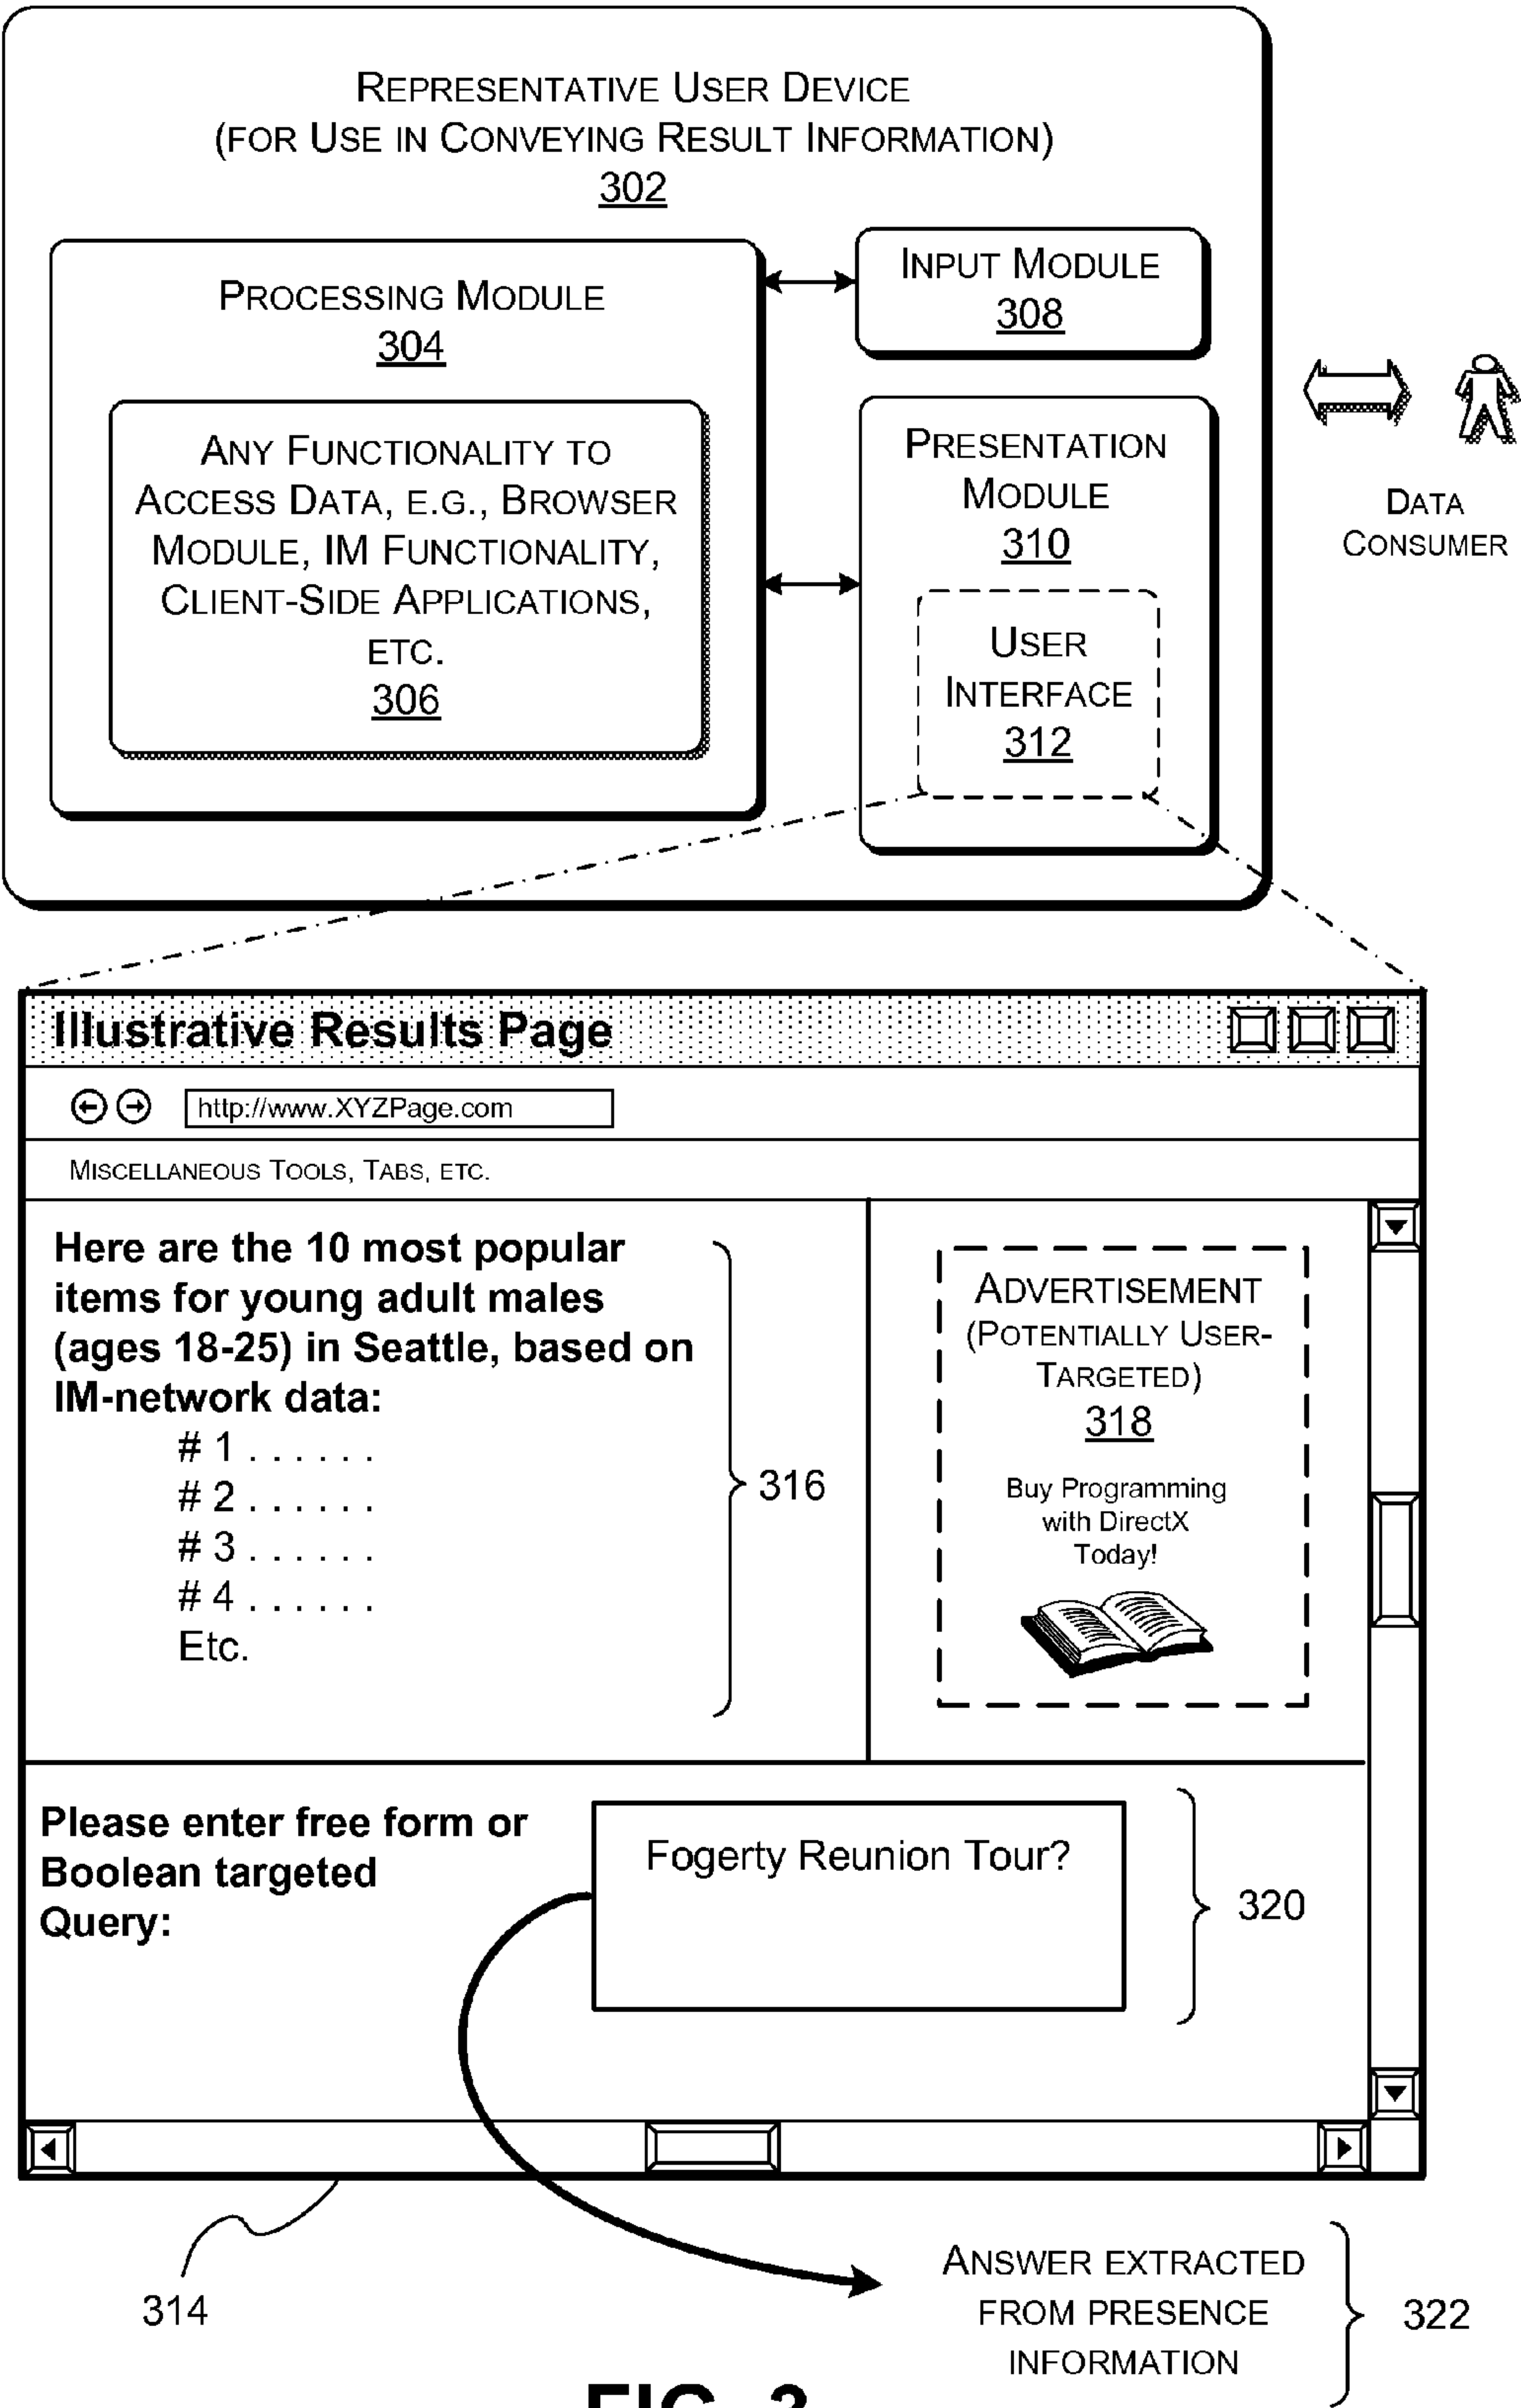 REPRESENTATIVE USER DEVICE
(FOR USE IN CONVEYING RESULT INFORMATION)
302
PROCESSING MODULE
304
ANY FUNCTIONALITY TO
ACCESS DATA, E.G., BROWSER
MODULE, IM FUNCTIONALITY,
CLIENT-SIDE APPLICATIONS,
ETC.
306
INPUT MODULE
308
PRESENTATION
MODULE
310
USER
INTERFACE
312
DATA
CONSUMER
Illustrative Results Page
http://www.XYZPage.com
MISCELLANEOUS TOOLS, TABS, ETC.
Here are the 10 most popular
items for young adult males
(ages 18-25) in Seattle, based on
IM-network data:
# 1 . . . . . .
# 2 . . . . . .
# 3 . . . . . .
# 4 . . . . . .
Etc.
316
ADVERTISEMENT
(POTENTIALLY USER-
TARGETED)
318
Buy Programming
with DirectX
Today!
Please enter free form or
Boolean targeted
Query:
Fogerty Reunion Tour?
320
314
ANSWER EXTRACTED
FROM PRESENCE
INFORMATION
322
FIG.